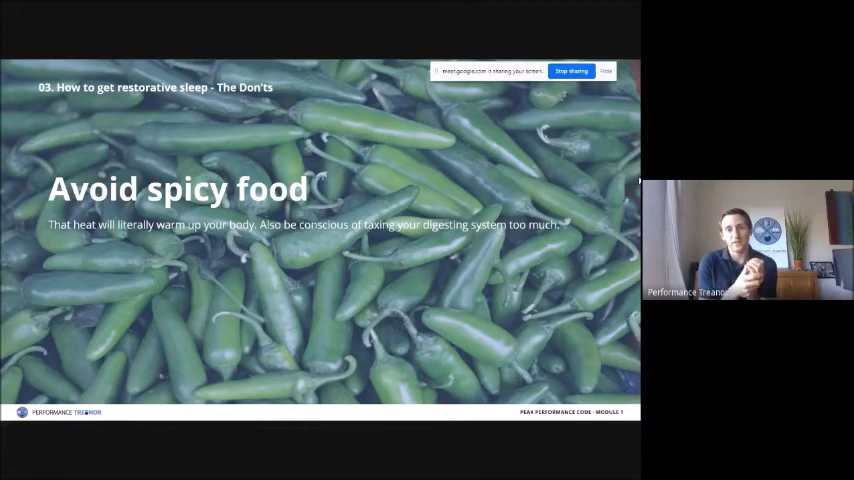 meet.google.com is sharing your screen.
Stop sharing
Hide
03. How to get restorative sleep - The Don'ts
Avoid spicy food
That heat will literally warm up your body. Also be conscious of taxing your digesting system too much.
Performance Treanor
PERFORMANCE TREANOR
PEAK PERFORMANCE CODE - MODULE 1